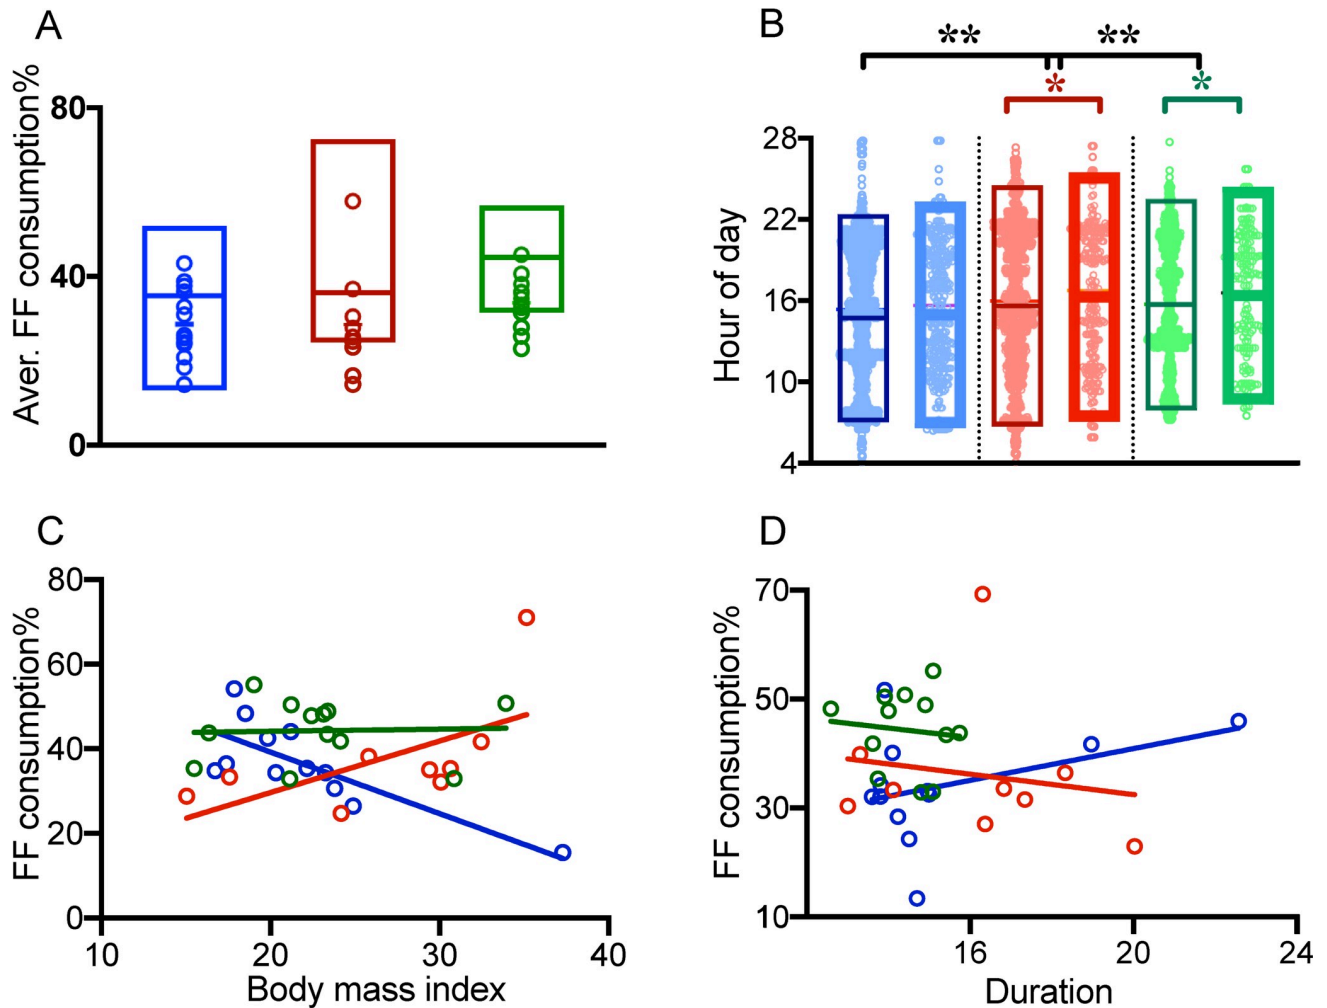 A
Aver. FF consumption%
80
40
0
B
** **
* *
Hour of day
28
22
16
10
4
C
FF consumption%
80
60
40
20
0
10 20 30 40
Body mass index
D
FF consumption%
70
50
30
10
16 20 24
Duration